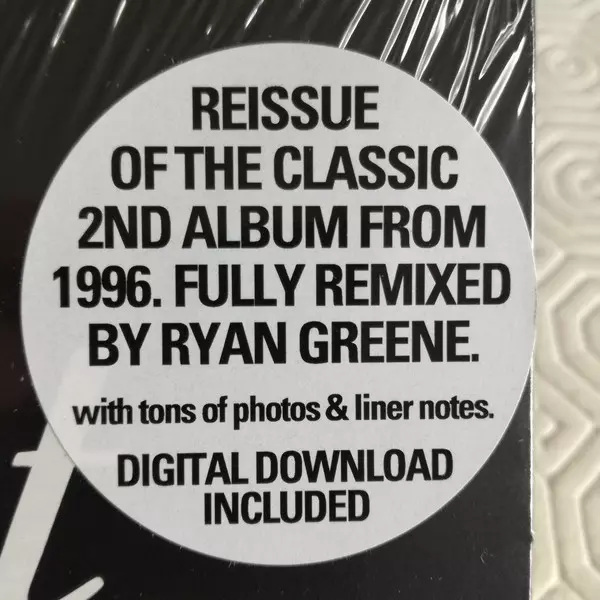 REISSUE
OF THE CLASSIC
2ND ALBUM FROM
1996. FULLY REMIXED
BY RYAN GREENE.
with tons of photos & liner notes.
DIGITAL DOWNLOAD
INCLUDED
t